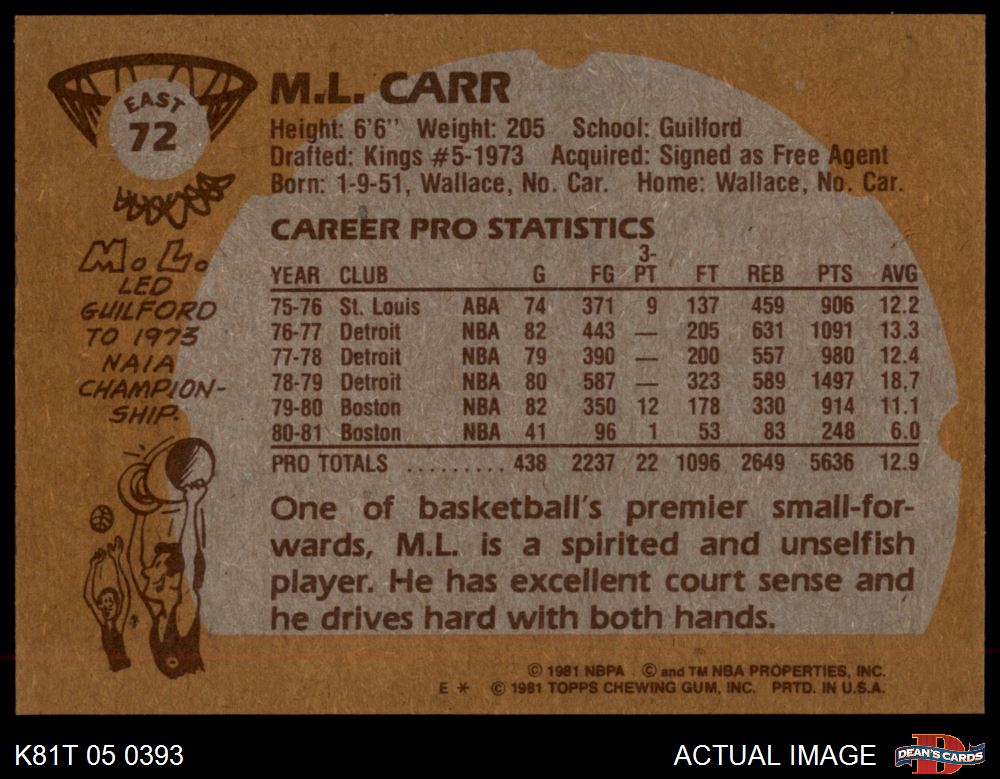 EAST
72
M.L. CARR
Height: 6'6" Weight: 205 School: Guilford
Drafted: Kings #5-1973 Acquired: Signed as Free Agent
Born: 1-9-51, Wallace, No. Car. Home: Wallace, No. Car.
M. L.
LED
GUILFORD
TO 1973
NAIA
CHAMPION-
SHIP.
CAREER PRO STATISTICS
YEAR CLUB G FG 3-PT FT REB PTS AVG
75-76 St. Louis ABA 74 371 9 137 459 906 12.2
76-77 Detroit NBA 82 443 — 205 631 1091 13.3
77-78 Detroit NBA 79 390 — 200 557 980 12.4
78-79 Detroit NBA 80 587 — 323 589 1497 18.7
79-80 Boston NBA 82 350 12 178 330 914 11.1
80-81 Boston NBA 41 96 1 53 83 248 6.0
PRO TOTALS ......... 438 2237 22 1096 2649 5636 12.9
One of basketball's premier small-for-
wards, M.L. is a spirited and unselfish
player. He has excellent court sense and
he drives hard with both hands.
© 1981 NBPA © and TM NBA PROPERTIES, INC.
E * © 1981 TOPPS CHEWING GUM, INC. PRTD. IN U.S.A.
K81T 05 0393
ACTUAL IMAGE
DEAN'S CARDS